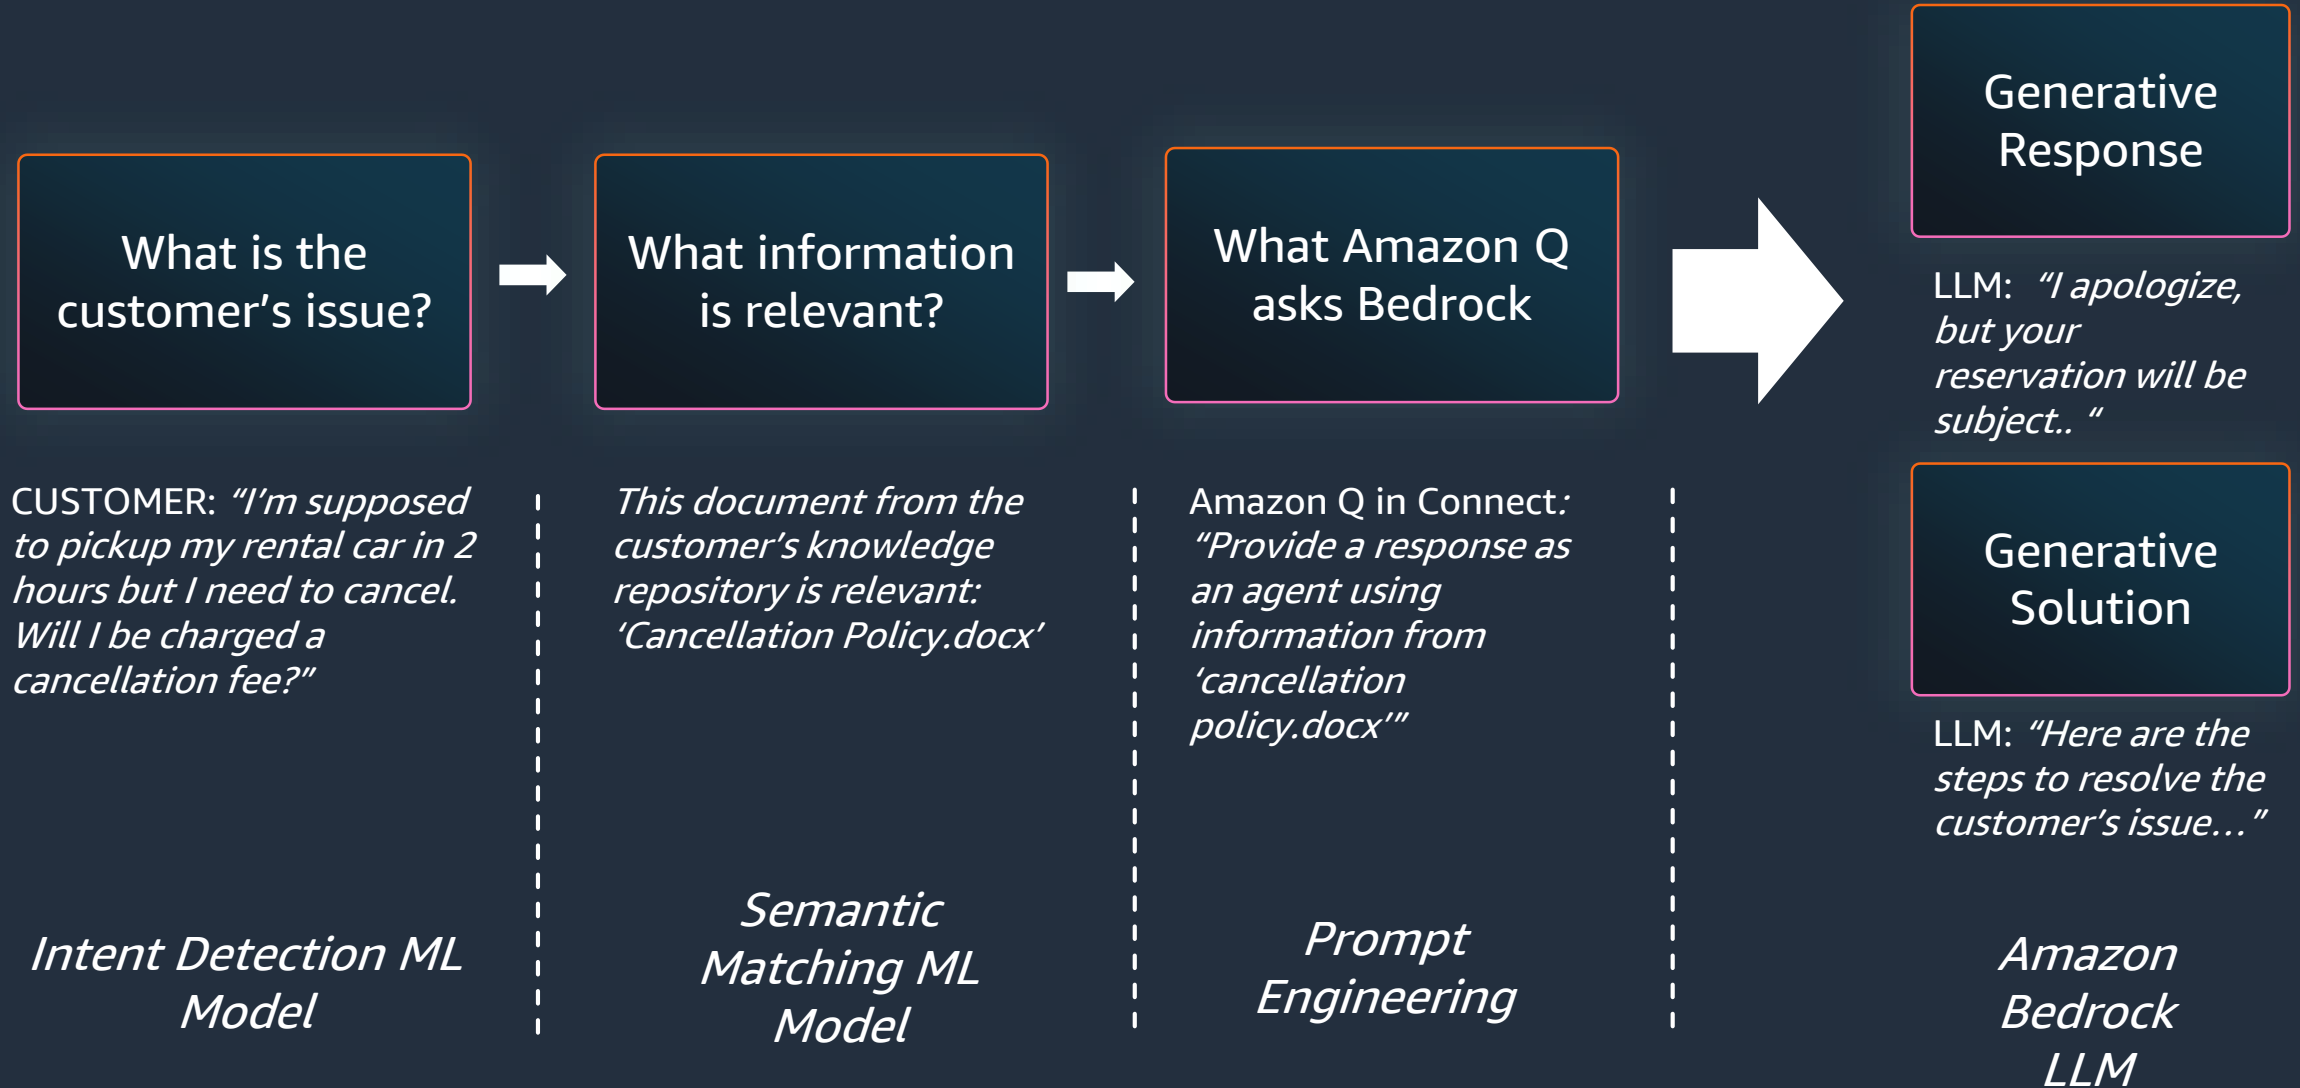 What is the
customer's issue?
CUSTOMER: “I'm supposed
to pickup my rental car in 2
hours but I need to cancel.
Will I be charged a
cancellation fee?”
Intent Detection ML
Model
What information
is relevant?
This document from the
customer's knowledge
repository is relevant:
‘Cancellation Policy.docx’
Semantic
Matching ML
Model
What Amazon Q
asks Bedrock
Amazon Q in Connect:
“Provide a response as
an agent using
information from
‘cancellation
policy.docx’”
Prompt
Engineering
Generative
Response
LLM: “I apologize,
but your
reservation will be
subject.. “
Generative
Solution
LLM: “Here are the
steps to resolve the
customer's issue...”
Amazon
Bedrock
LLM